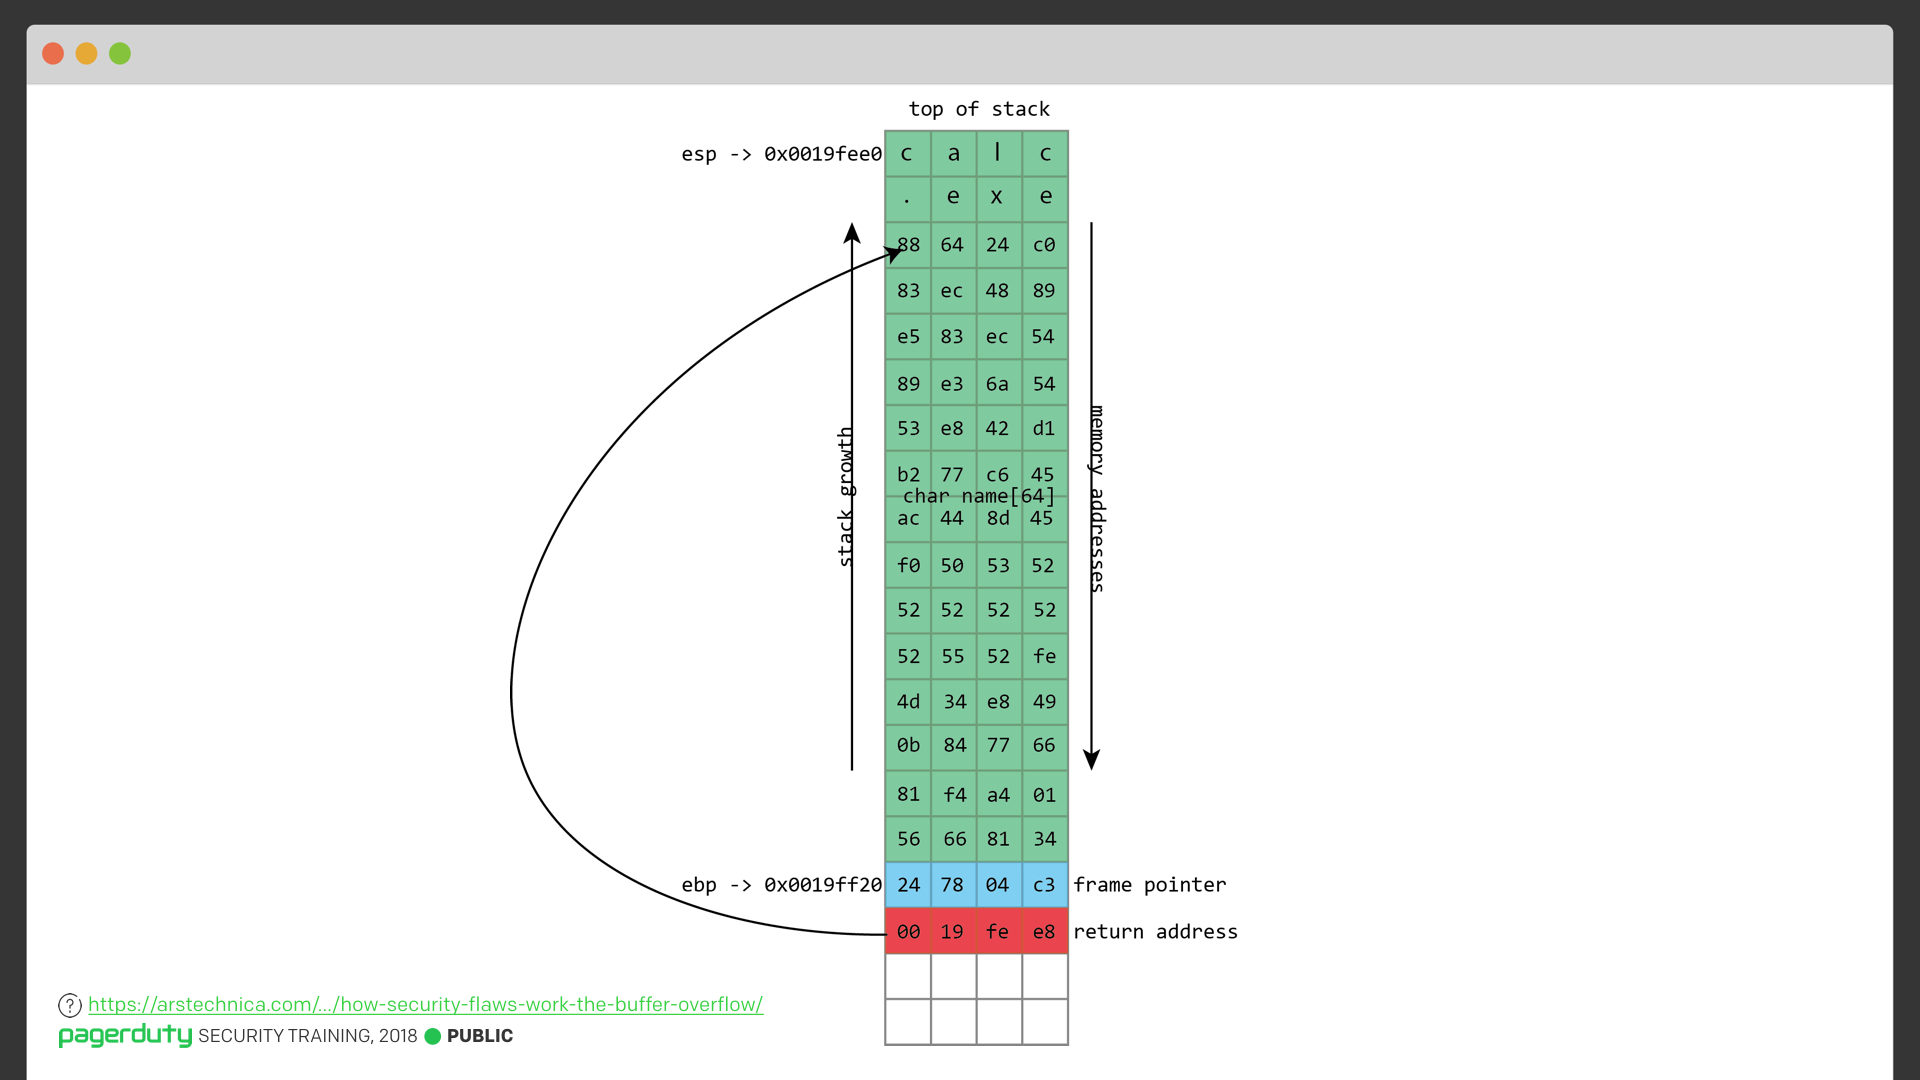 top of stack
esp -> 0x0019fee0 c a l c
. e x e
88 64 24 c0
83 ec 48 89
e5 83 ec 54
89 e3 6a 54
53 e8 42 d1
b2 77 c6 45
char name[64]
ac 44 8d 45
f0 50 53 52
52 52 52 52
52 55 52 fe
4d 34 e8 49
0b 84 77 66
81 f4 a4 01
56 66 81 34
ebp -> 0x0019ff20 24 78 04 c3 frame pointer
00 19 fe e8 return address
stack growth
memory addresses
? https://arstechnica.com/.../how-security-flaws-work-the-buffer-overflow/
pagerduty SECURITY TRAINING, 2018 PUBLIC